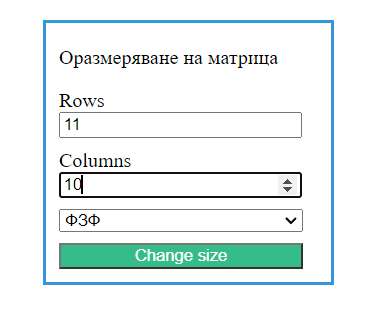 Оразмеряване на матрица
Rows
11
Columns
10
ФЗФ
Change size